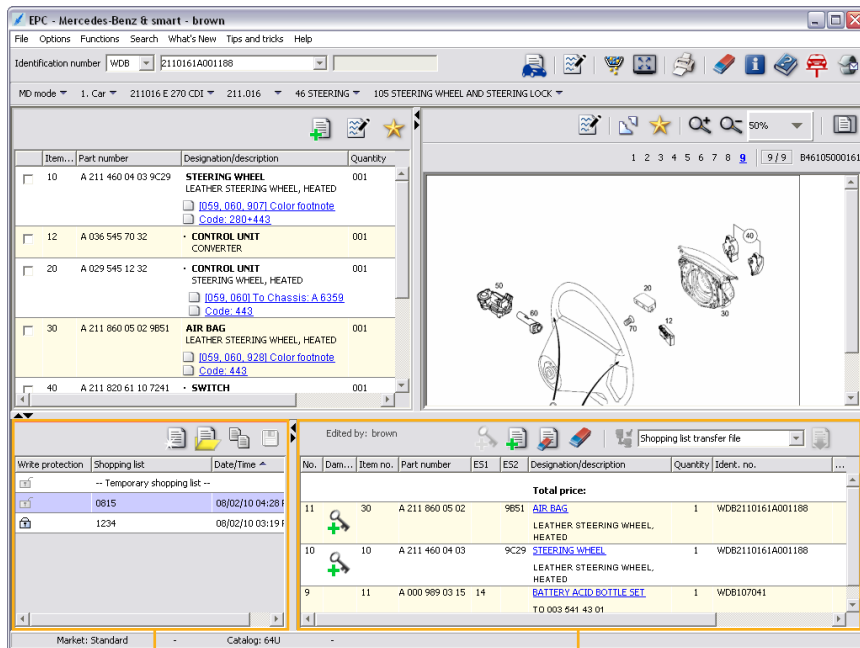 EPC - Mercedes-Benz & smart - brown
File Options Functions Search What's New Tips and tricks Help
Identification number WDB 2110161A001188
MD mode 1. Car 211016 E 270 CDI 211.016 46 STEERING 105 STEERING WHEEL AND STEERING LOCK
50%
1 2 3 4 5 6 7 8 9 9/9 B46105000161
Item... Part number Designation/description Quantity
10 A 211 460 04 03 9C29 STEERING WHEEL 001
LEATHER STEERING WHEEL, HEATED
[059, 060, 907] Color footnote
Code: 280+443
12 A 036 545 70 32 · CONTROL UNIT 001
CONVERTER
20 A 029 545 12 32 · CONTROL UNIT 001
STEERING WHEEL, HEATED
[059, 060] To Chassis: A 6359
Code: 443
30 A 211 860 05 02 9B51 AIR BAG 001
LEATHER STEERING WHEEL, HEATED
[059, 060, 928] Color footnote
Code: 443
40 A 211 820 61 10 7241 · SWITCH 001
40
50
20
60
70
12
30
Write protection Shopping list Date/Time
-- Temporary shopping list --
0815 08/02/10 04:28
1234 08/02/10 03:19
Edited by: brown Shopping list transfer file
No. Dam... Item no. Part number ES1 ES2 Designation/description Quantity Ident. no. ...
Total price:
11 30 A 211 860 05 02 9B51 AIR BAG 1 WDB2110161A001188
LEATHER STEERING WHEEL,
HEATED
10 10 A 211 460 04 03 9C29 STEERING WHEEL 1 WDB2110161A001188
LEATHER STEERING WHEEL,
HEATED
9 11 A 000 989 03 15 14 BATTERY ACID BOTTLE SET 1 WDB107041
TO 003 541 43 01
Market: Standard - Catalog: 64U -